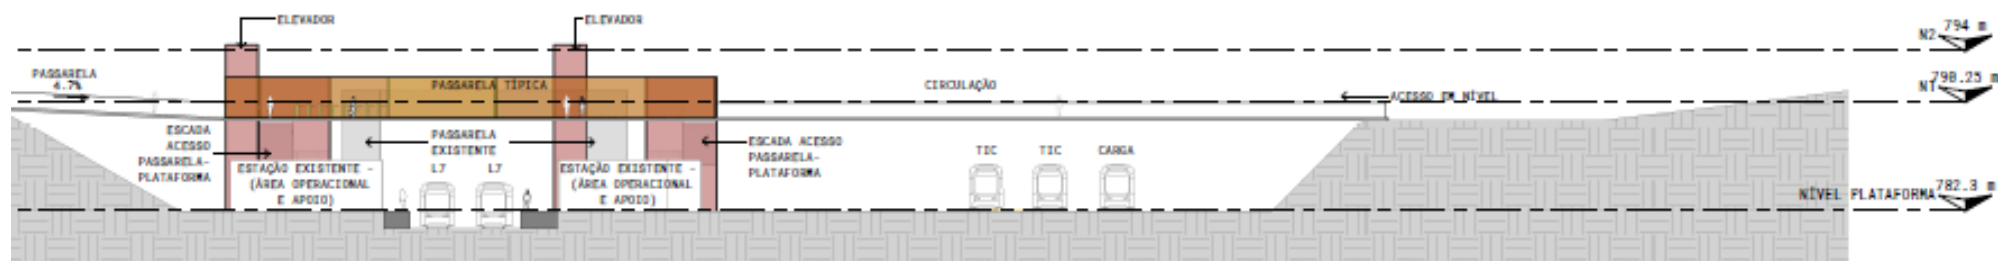 ELEVADOR
ELEVADOR
N2 794 m
PASSARELA
4.7%
PASSARELA TÍPICA
CIRCULAÇÃO
ACESSO EM NÍVEL
N1 790.25 m
ESCADA
ACESSO
PASSARELA-
PLATAFORMA
PASSARELA
EXISTENTE
ESCADA ACESSO
PASSARELA-
PLATAFORMA
ESTAÇÃO EXISTENTE -
(ÁREA OPERACIONAL
E APOIO)
L7
L7
ESTAÇÃO EXISTENTE -
(ÁREA OPERACIONAL
E APOIO)
TIC
TIC
CARGA
NÍVEL PLATAFORMA 782.3 m